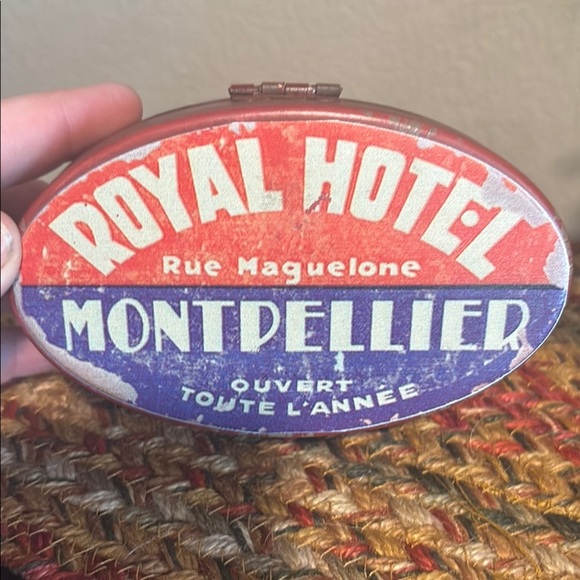 ROYAL HOTEL
Rue Maguelone
MONTPELLIER
OUVERT
TOUTE L'ANNÉE